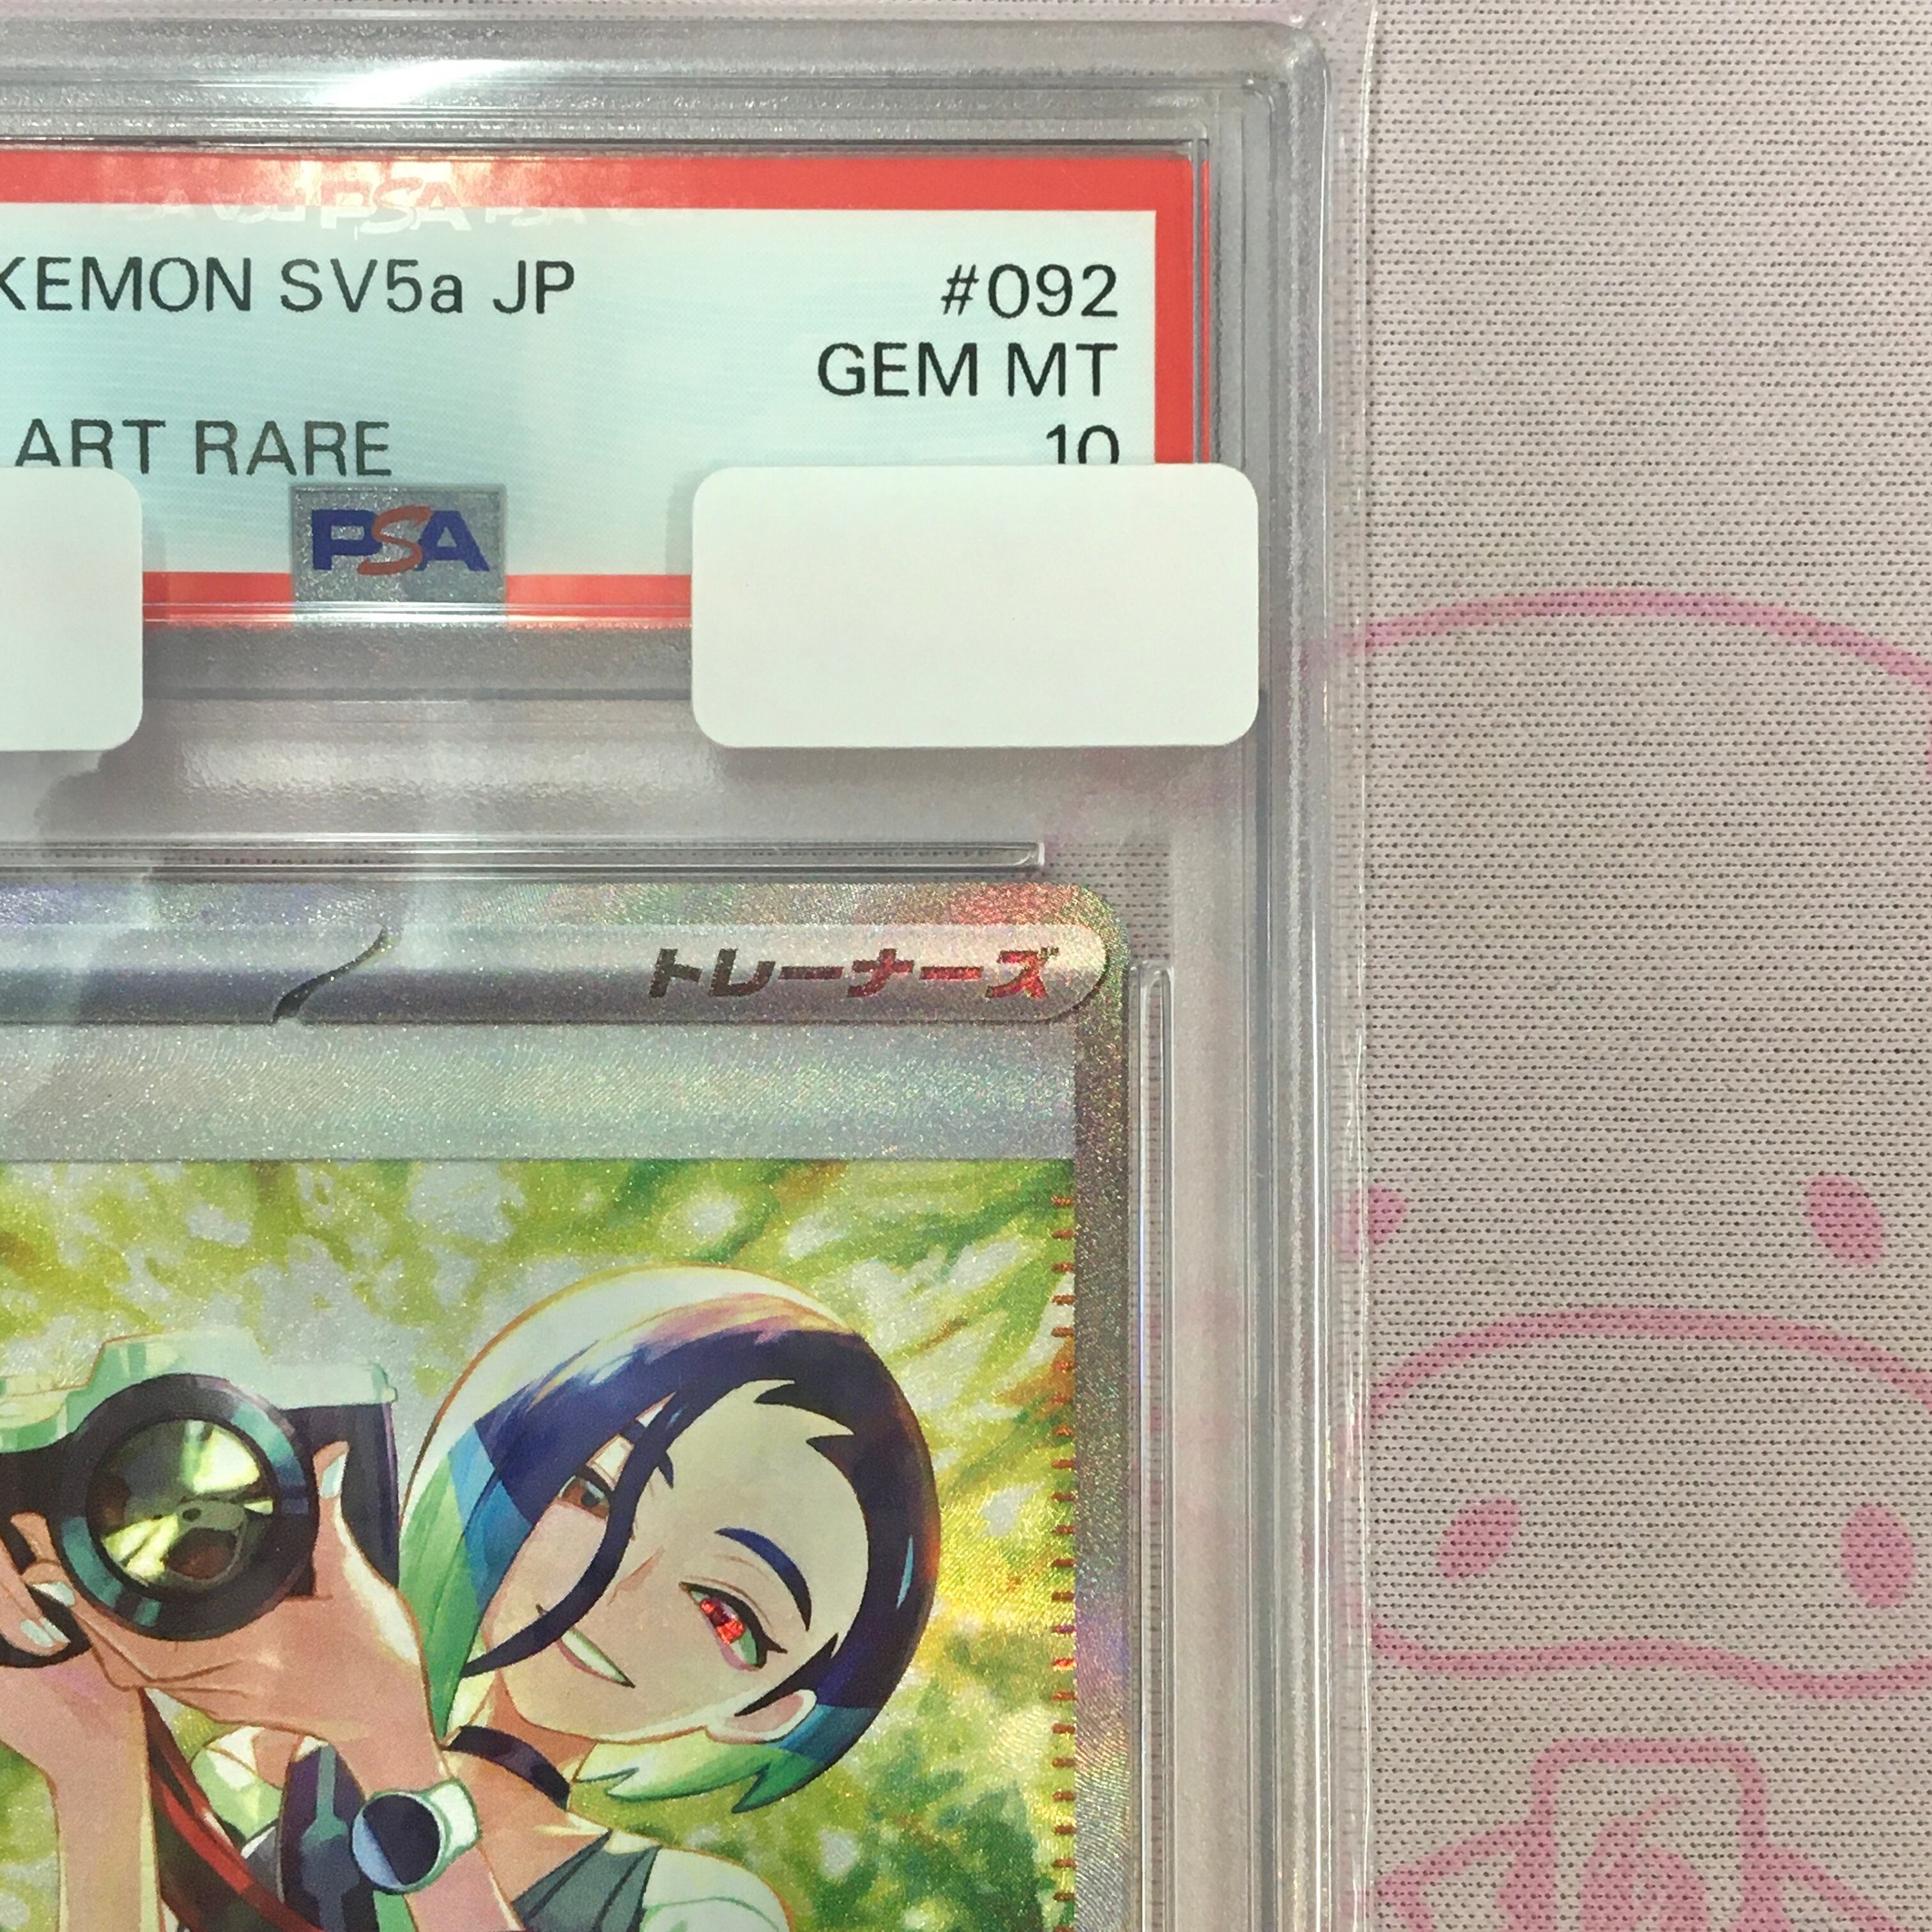 KEMON SV5a JP #092
GEM MT
ART RARE 10
PSA
トレーナーズ